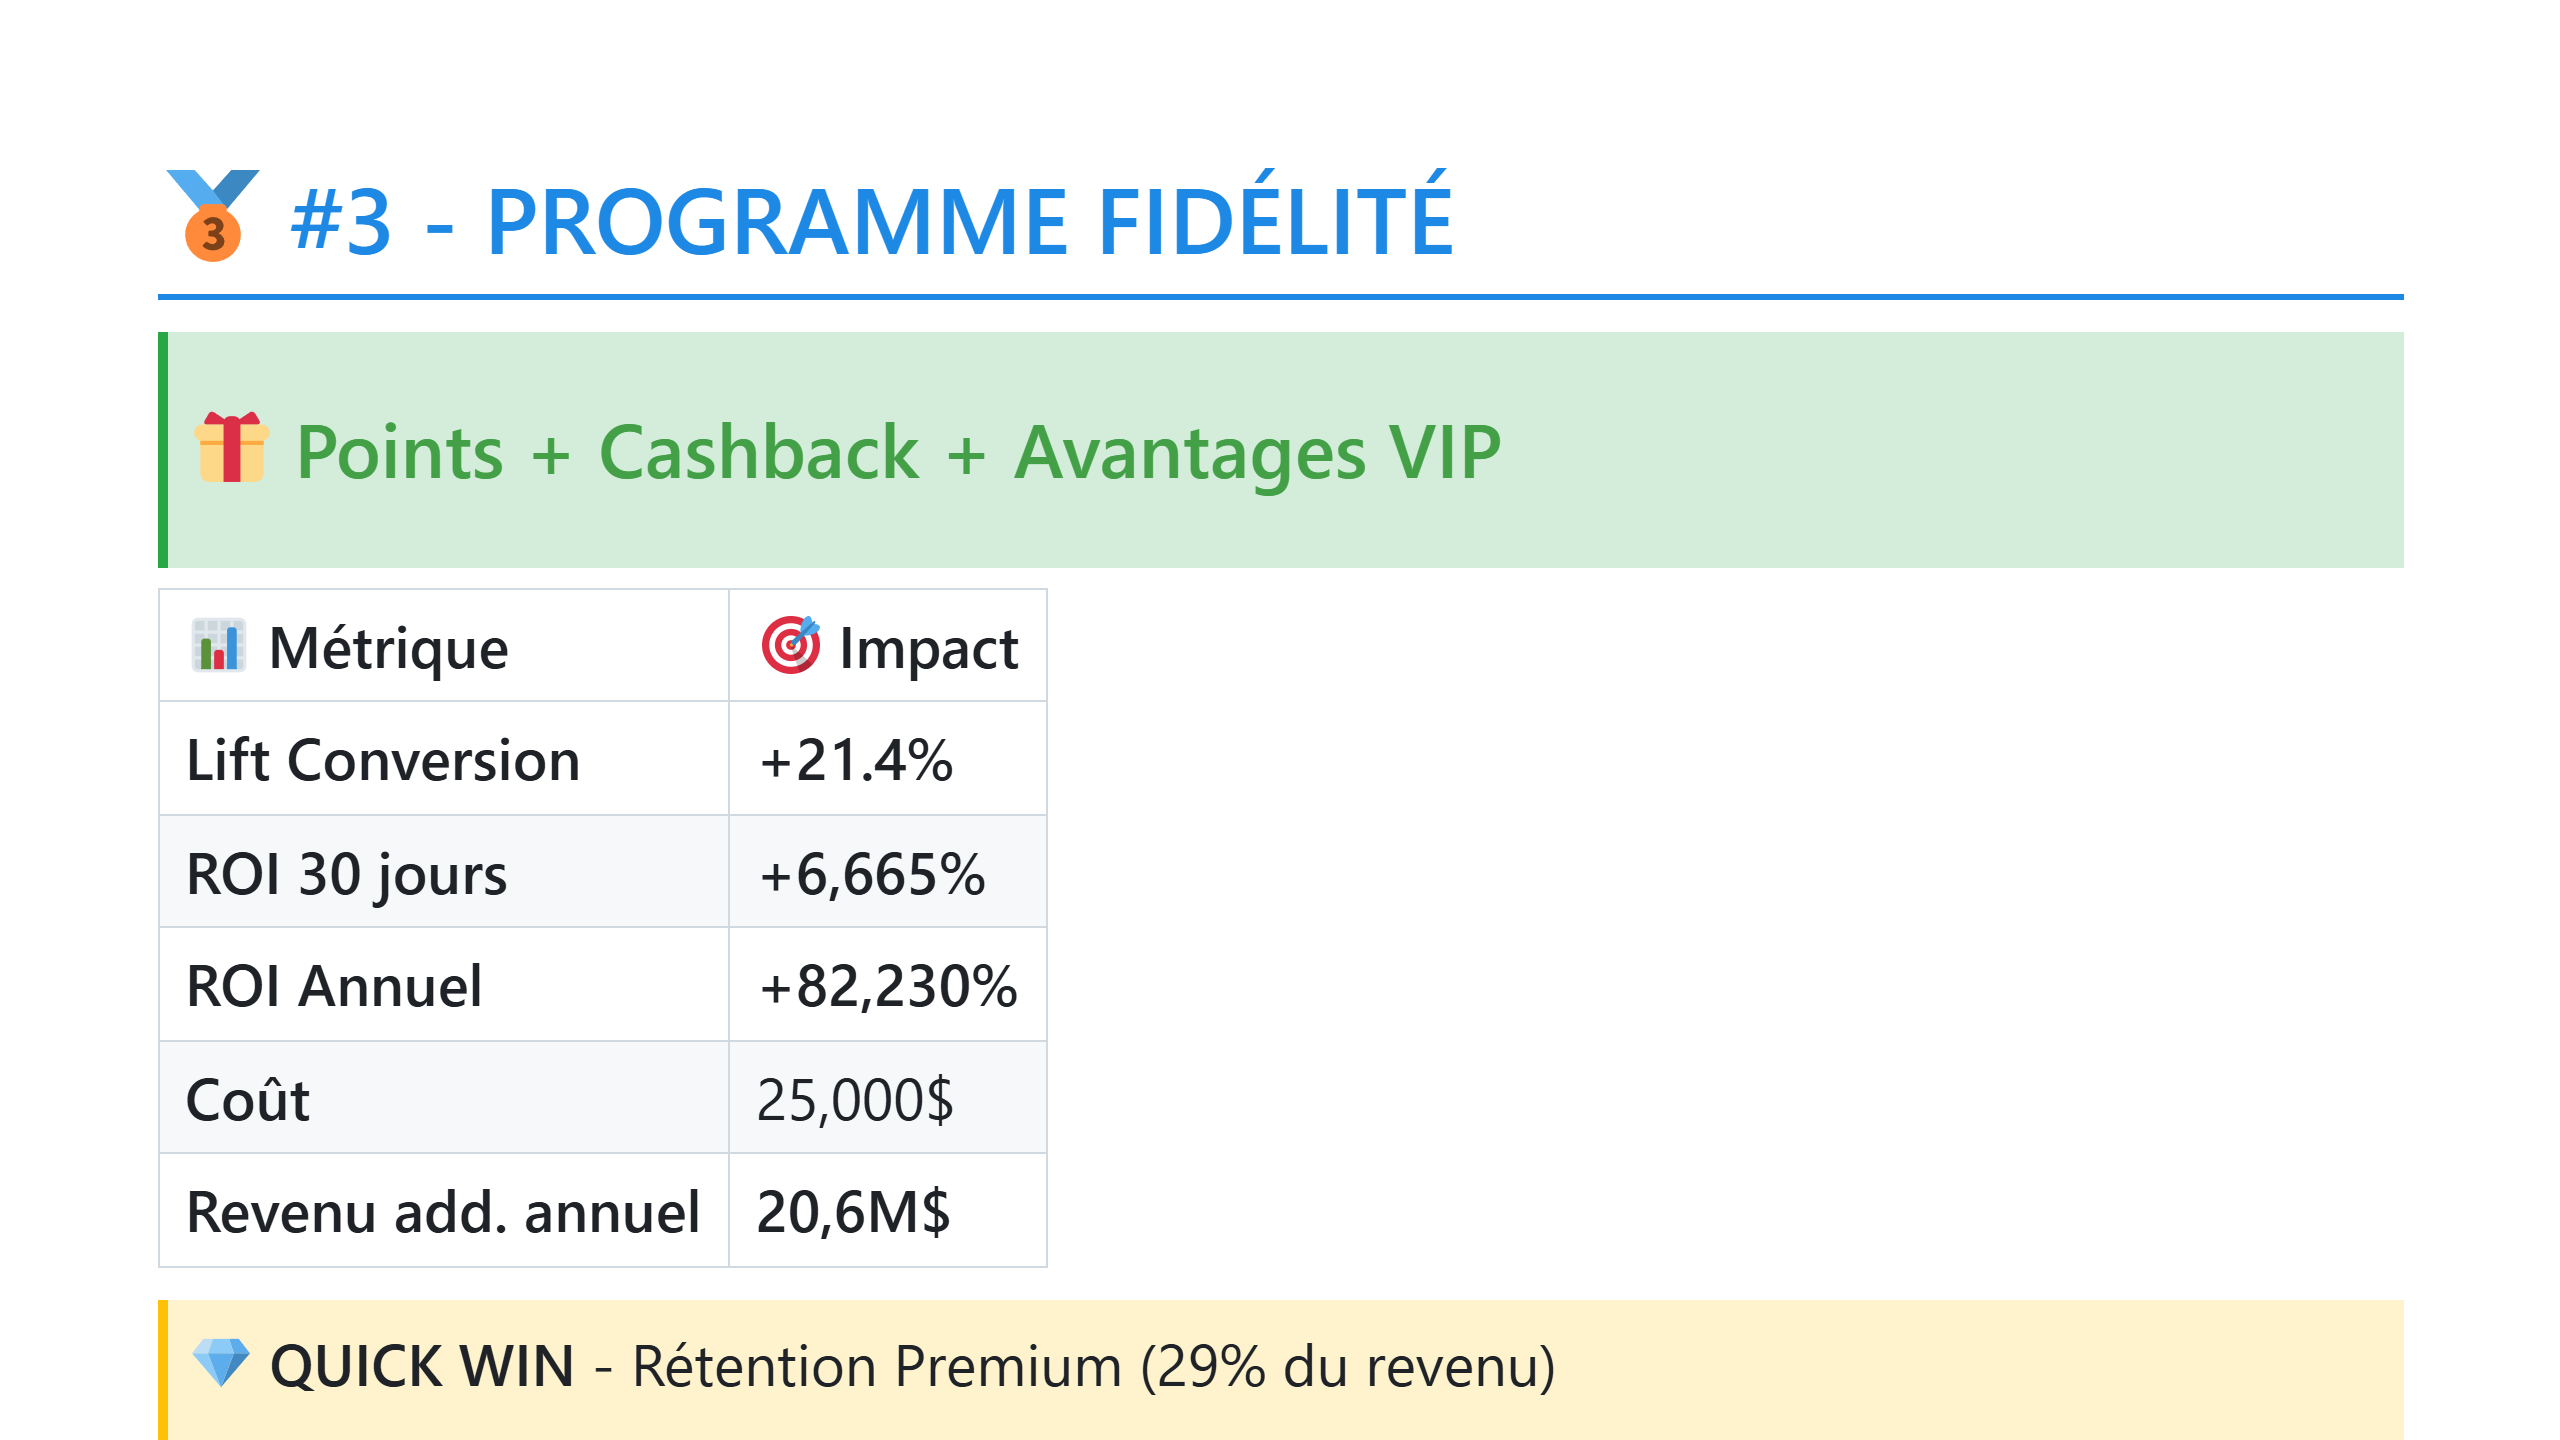 #3 - PROGRAMME FIDÉLITÉ
Points + Cashback + Avantages VIP
Métrique Impact
Lift Conversion +21.4%
ROI 30 jours +6,665%
ROI Annuel +82,230%
Coût 25,000$
Revenu add. annuel 20,6M$
QUICK WIN - Rétention Premium (29% du revenu)